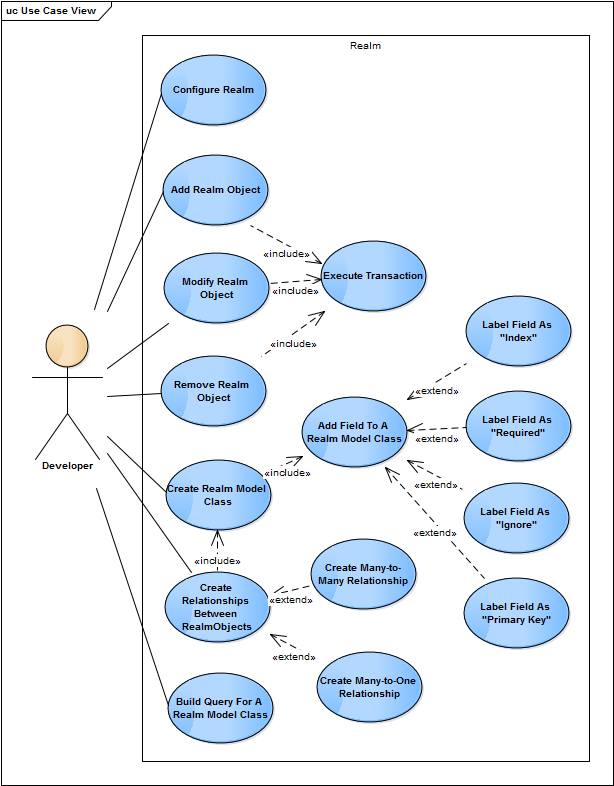 uc Use Case View
Realm
Configure Realm
Add Realm Object
«include»
Modify Realm
Object
«include»
Execute Transaction
«include»
Remove Realm
Object
Developer
Label Field As
"Index"
«extend»
Add Field To A
Realm Model Class
Label Field As
"Required"
«extend»
Create Realm Model
Class
«include»
«extend»
Label Field As
"Ignore"
«extend»
«include»
Create
Relationships
Between
RealmObjects
Create Many-to-
Many Relationship
«extend»
Label Field As
"Primary Key"
«extend»
Create Many-to-One
Relationship
Build Query For A
Realm Model Class